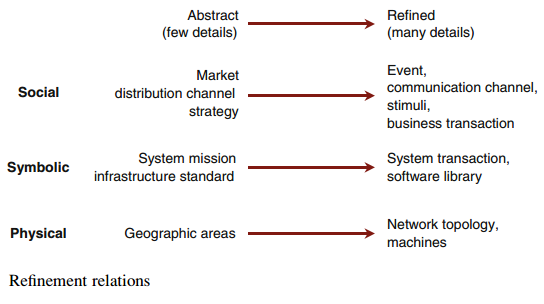 Abstract
(few details)
Refined
(many details)
Social
Market
distribution channel
strategy
Event,
communication channel,
stimuli,
business transaction
Symbolic
System mission
infrastructure standard
System transaction,
software library
Physical
Geographic areas
Network topology,
machines
Refinement relations